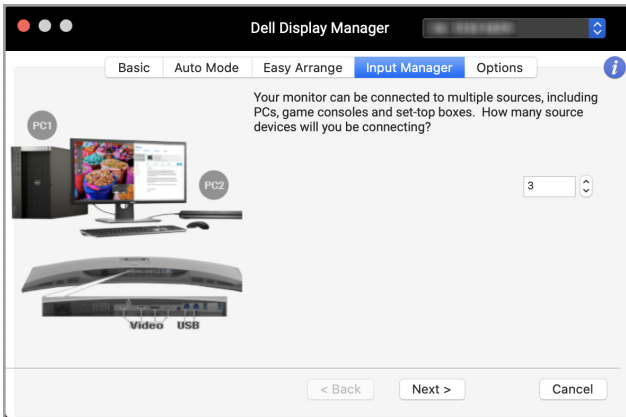 Dell Display Manager
Basic
Auto Mode
Easy Arrange
Input Manager
Options
i
Your monitor can be connected to multiple sources, including
PCs, game consoles and set-top boxes. How many source
devices will you be connecting?
PC1
PC2
3
Video
USB
< Back
Next >
Cancel